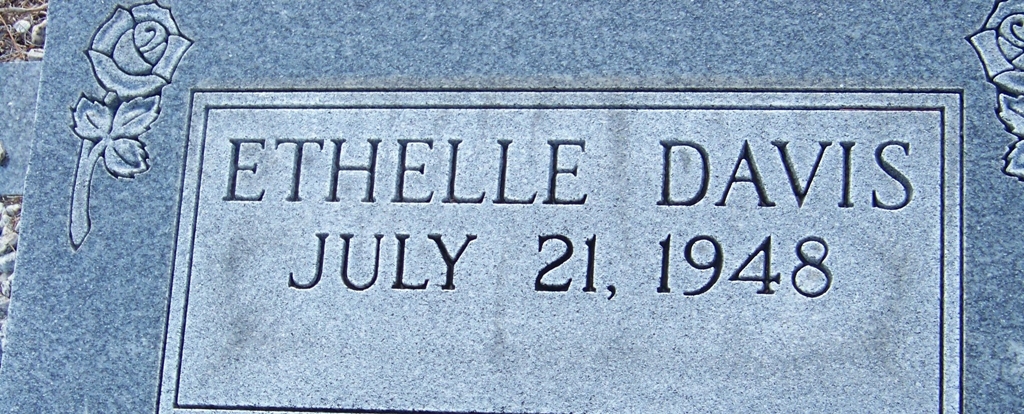 ETHELLE DAVIS
JULY 21, 1948